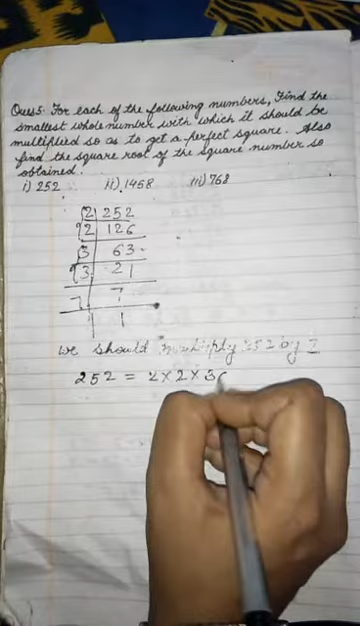 Ques5: For each of the following numbers, Find the
smallest whole number with which it should be
multiplied so as to get a perfect square. Also
find the square root of the square number so
obtained.
i) 252 ii) 1458 iii) 768
2 252
2 126
3 63
3 21
7 7
1
we should multiply 252 by 7
252 = 2×2×3